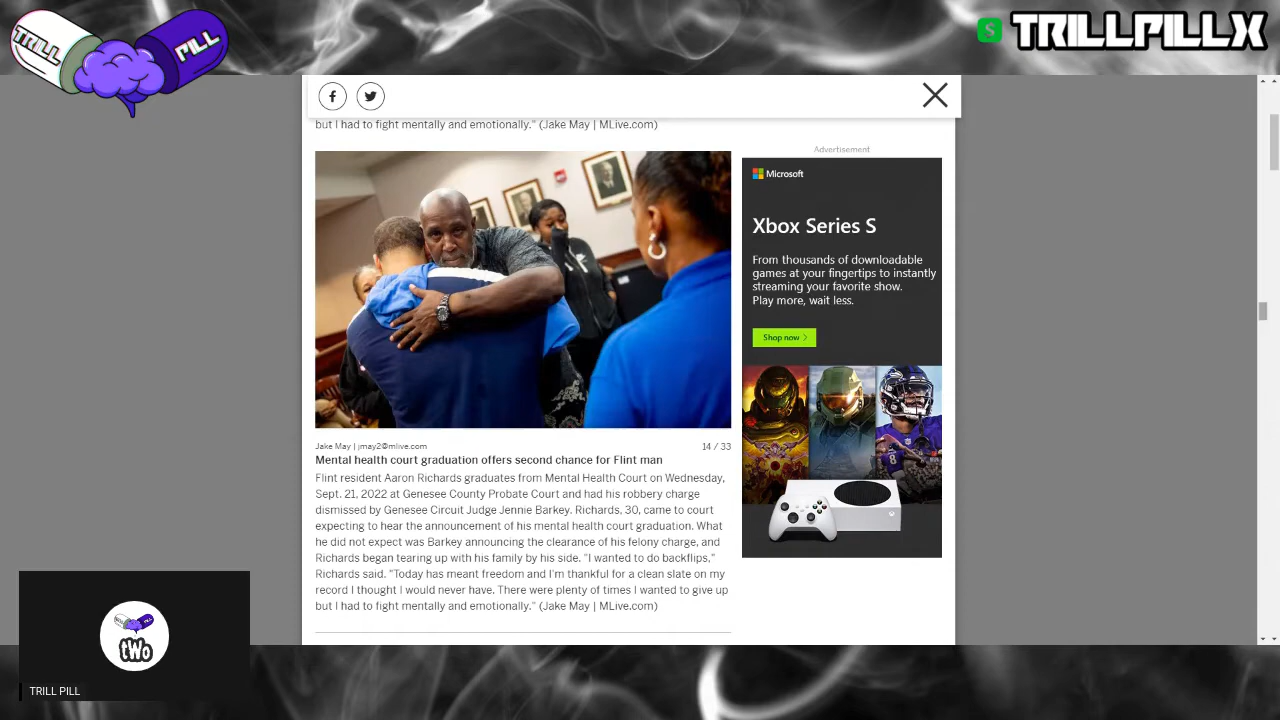 TRILL
PILL
TRILLPILLX
but I had to fight mentally and emotionally." (Jake May | MLive.com)
Advertisement
Microsoft
Xbox Series S
From thousands of downloadable
games at your fingertips to instantly
streaming your favorite show.
Play more, wait less.
Shop now >
Jake May | jmay2@mlive.com
14 / 33
Mental health court graduation offers second chance for Flint man
Flint resident Aaron Richards graduates from Mental Health Court on Wednesday,
Sept. 21, 2022 at Genesee County Probate Court and had his robbery charge
dismissed by Genesee Circuit Judge Jennie Barkey. Richards, 30, came to court
expecting to hear the announcement of his mental health court graduation. What
he did not expect was Barkey announcing the clearance of his felony charge, and
Richards began tearing up with his family by his side. "I wanted to do backflips,"
Richards said. "Today has meant freedom and I'm thankful for a clean slate on my
record I thought I would never have. There were plenty of times I wanted to give up
but I had to fight mentally and emotionally." (Jake May | MLive.com)
tWo
TRILL PILL